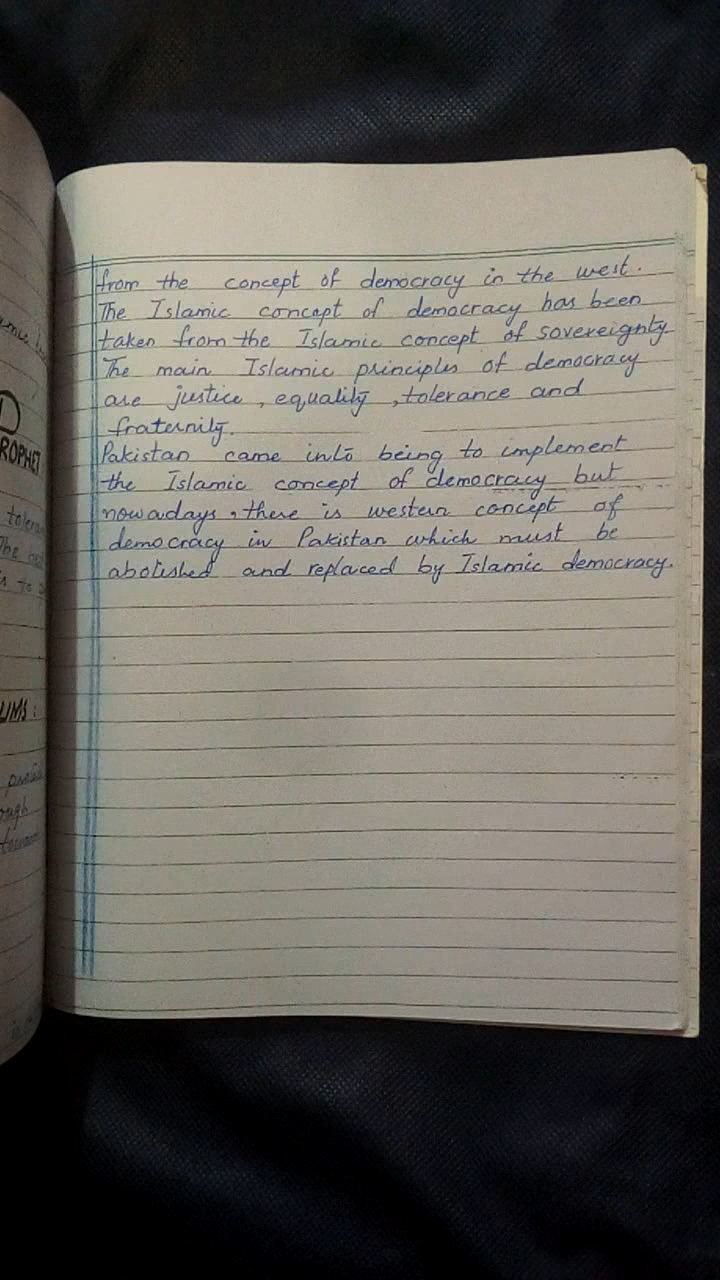 from the concept of democracy in the west.
The Islamic concept of democracy has been
taken from the Islamic concept of sovereignty
The main Islamic principles of democracy
are justice, equality, tolerance and
fraternity.
Pakistan came into being to implement
the Islamic concept of democracy but
nowadays, there is western concept of
democracy in Pakistan which must be
abolished and replaced by Islamic democracy.
ROPHET
UMS: